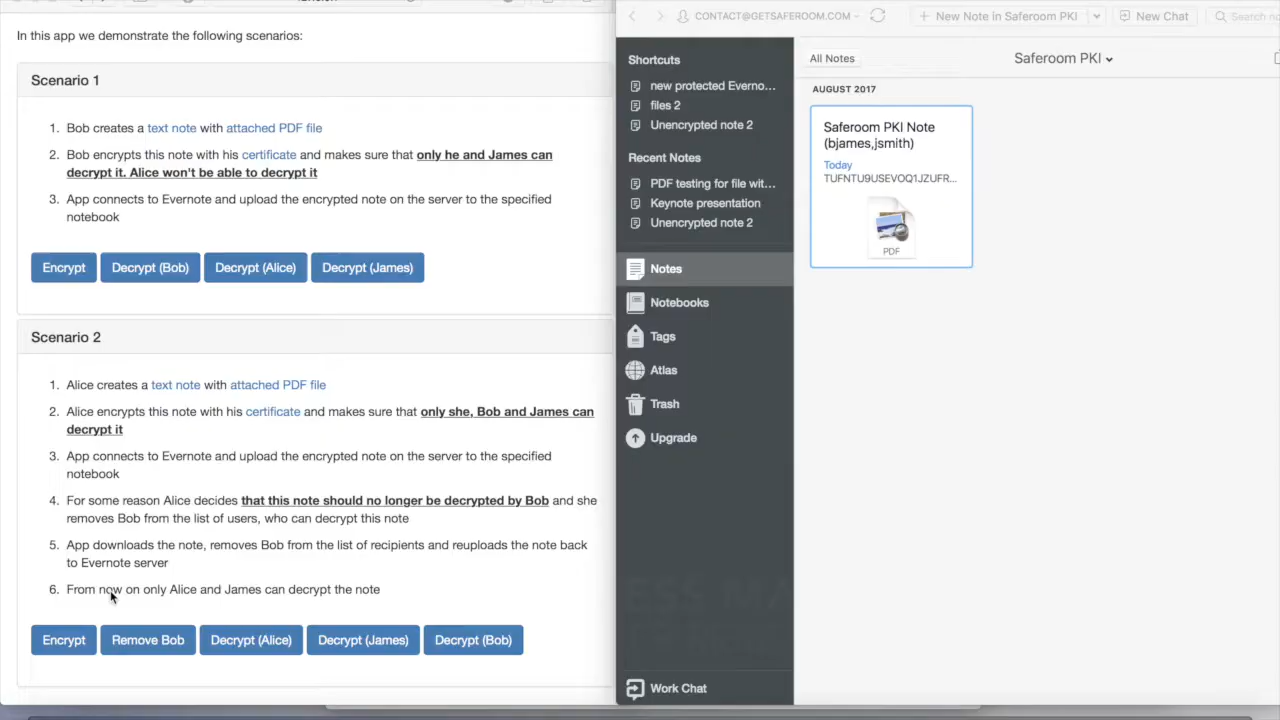 In this app we demonstrate the following scenarios:
Scenario 1
1. Bob creates a text note with attached PDF file
2. Bob encrypts this note with his certificate and makes sure that only he and James can
decrypt it. Alice won't be able to decrypt it
3. App connects to Evernote and upload the encrypted note on the server to the specified
notebook
Encrypt Decrypt (Bob) Decrypt (Alice) Decrypt (James)
Scenario 2
1. Alice creates a text note with attached PDF file
2. Alice encrypts this note with his certificate and makes sure that only she, Bob and James can
decrypt it
3. App connects to Evernote and upload the encrypted note on the server to the specified
notebook
4. For some reason Alice decides that this note should no longer be decrypted by Bob and she
removes Bob from the list of users, who can decrypt this note
5. App downloads the note, removes Bob from the list of recipients and reuploads the note back
to Evernote server
6. From now on only Alice and James can decrypt the note
Encrypt Remove Bob Decrypt (Alice) Decrypt (James) Decrypt (Bob)
CONTACT@GETSAFEROOM.COM
New Note in Saferoom PKI
New Chat
Search
Shortcuts
new protected Everno...
files 2
Unencrypted note 2
Recent Notes
PDF testing for file wit...
Keynote presentation
Unencrypted note 2
Notes
Notebooks
Tags
Atlas
Trash
Upgrade
Work Chat
All Notes
Saferoom PKI
AUGUST 2017
Saferoom PKI Note
(bjames,jsmith)
Today
TUFNTU9USEVOQ1JZUFR...
PDF